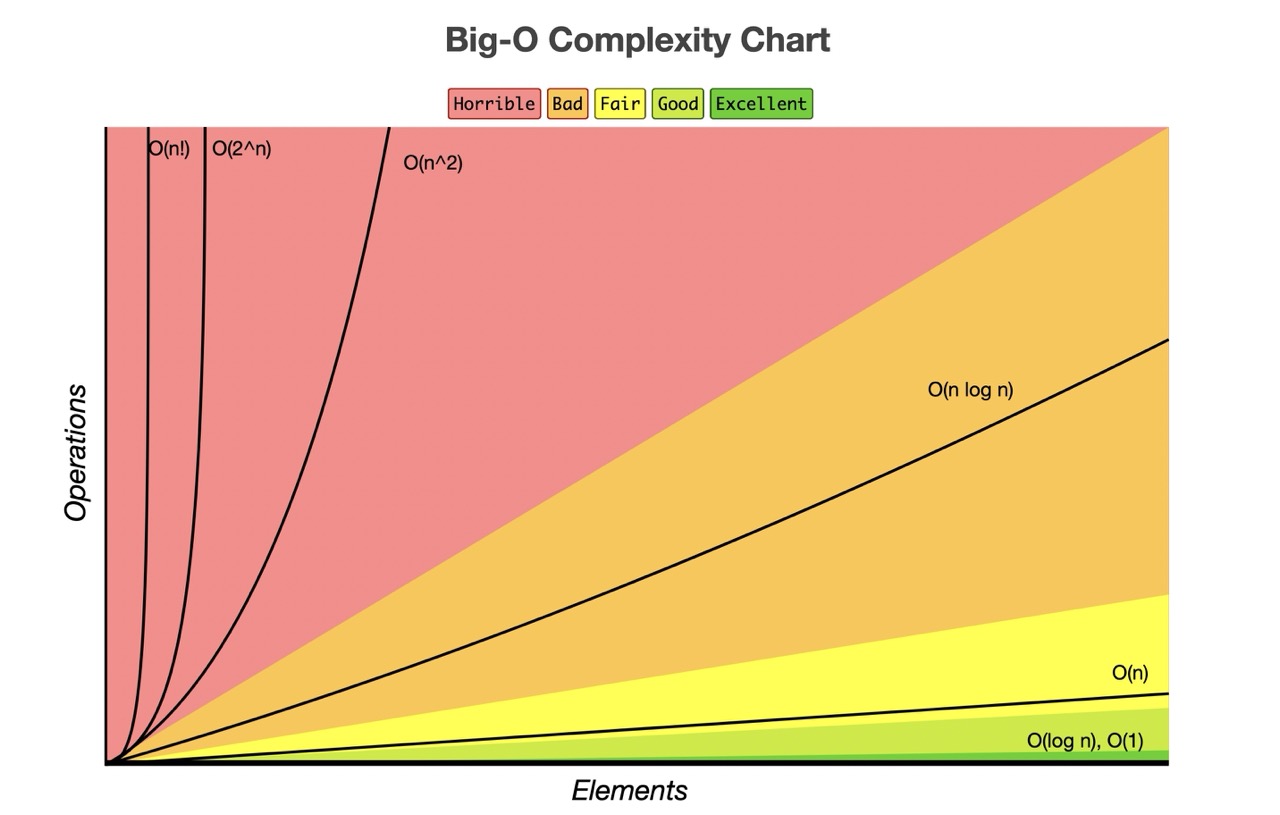 Big-O Complexity Chart
Horrible Bad Fair Good Excellent
O(n!) O(2^n)
O(n^2)
O(n log n)
Operations
O(n)
O(log n), O(1)
Elements